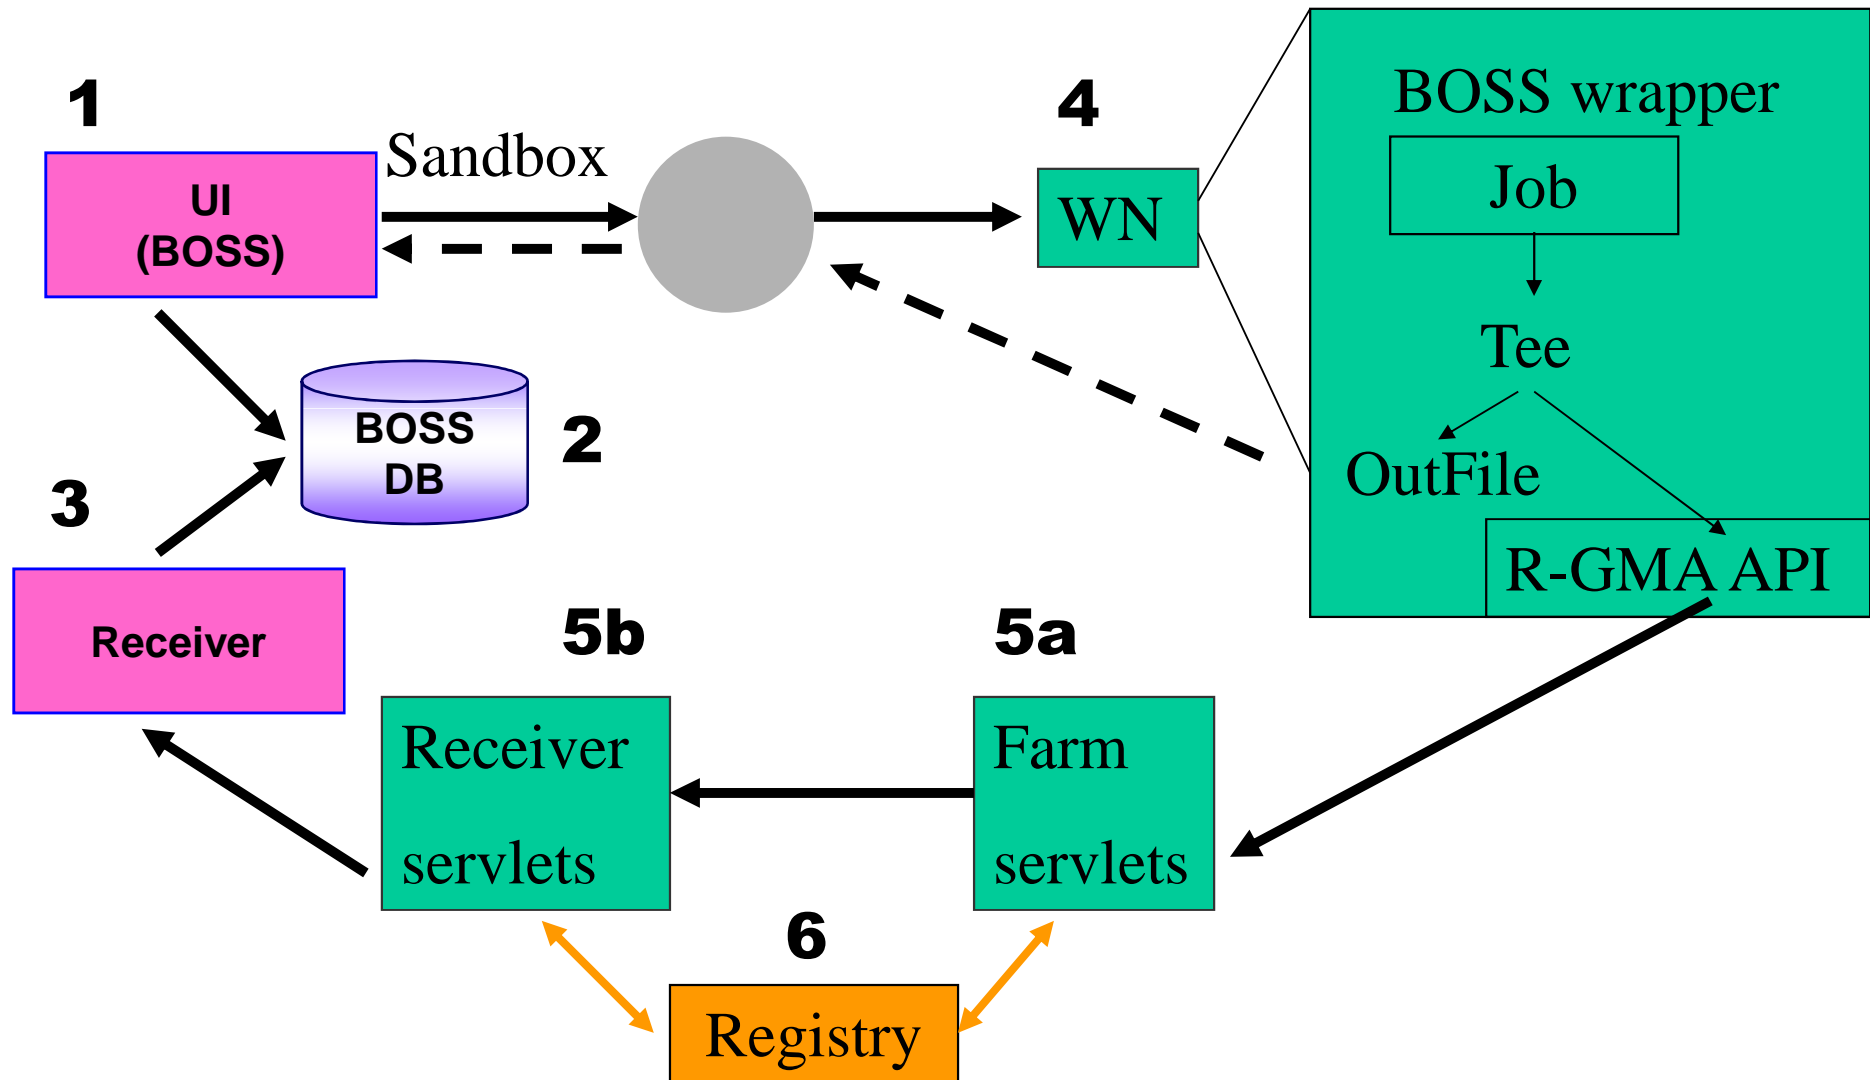 1
UI
(BOSS)
Sandbox
4
WN
BOSS wrapper
Job
Tee
OutFile
R-GMA API
BOSS
DB
2
3
Receiver
5b
Receiver
servlets
5a
Farm
servlets
6
Registry